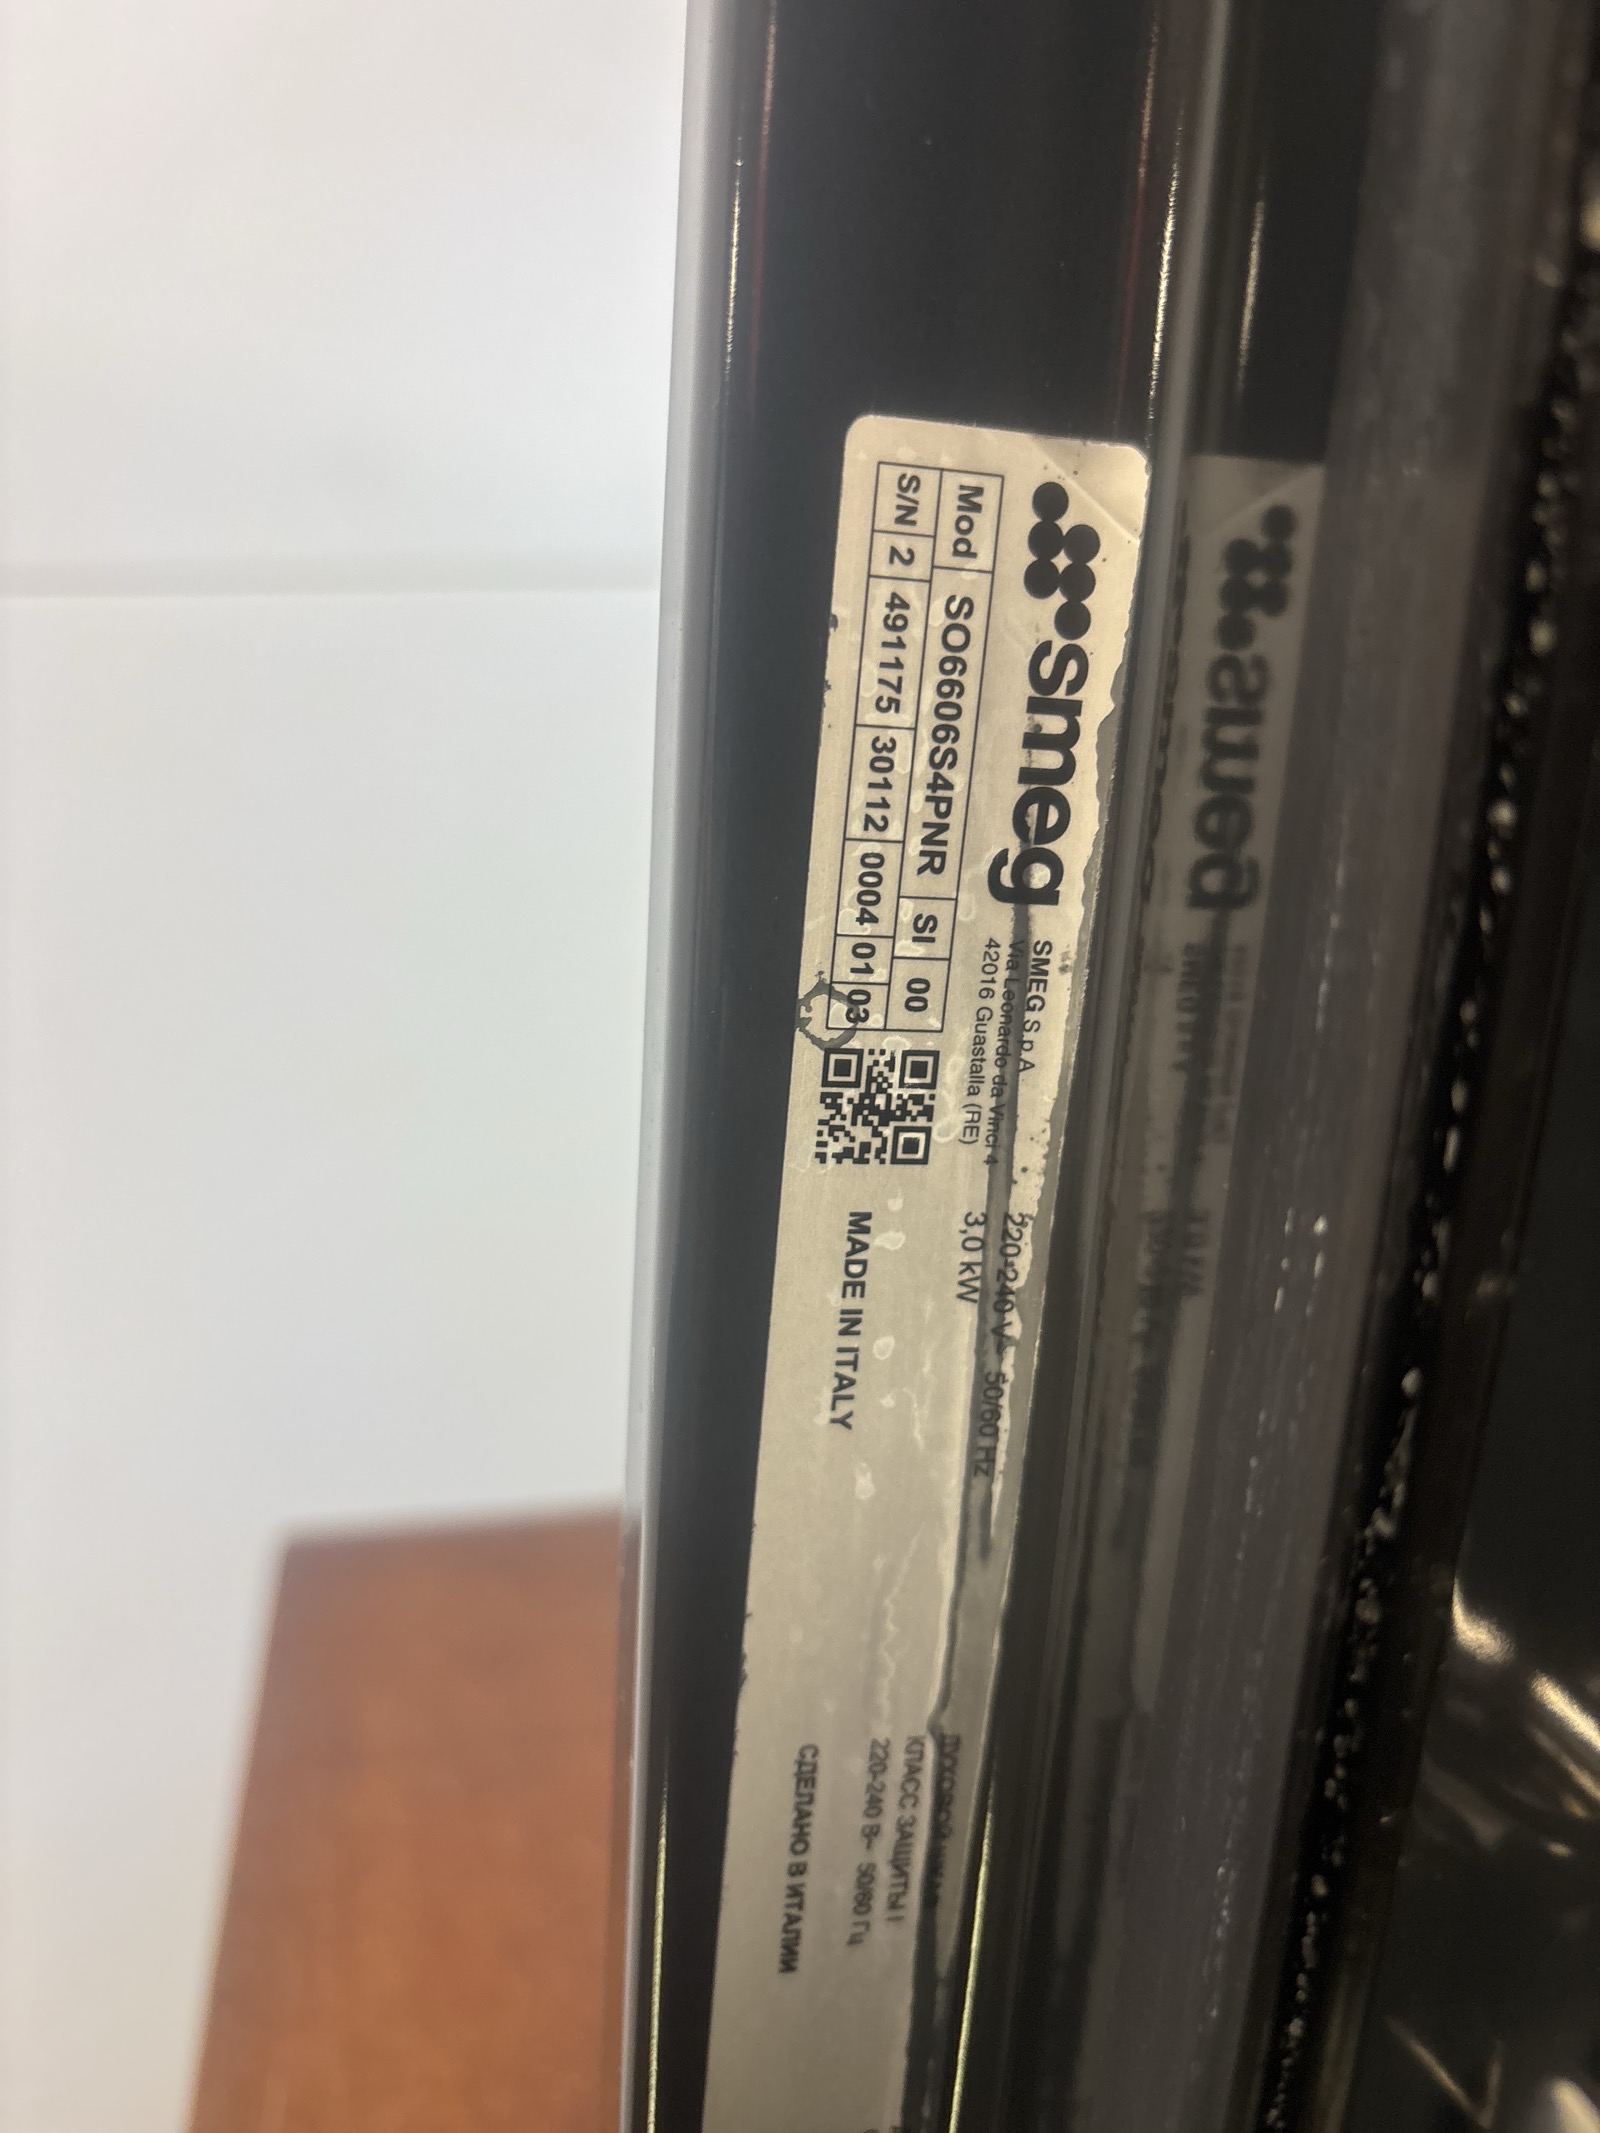 smeg
SMEG S.p.A.
Via Leonardo da Vinci 4
42016 Guastalla (RE)
220-240 V~ 50/60 Hz
3,0 kW
Mod SO6606S4PNR SI 00
S/N 2 491175 30112 0004 01 03
MADE IN ITALY
ДУХОВОЙ
КЛАСС ЗАЩИТЫ I
220-240 В~ 50/60 Гц
СДЕЛАНО В ИТАЛИИ